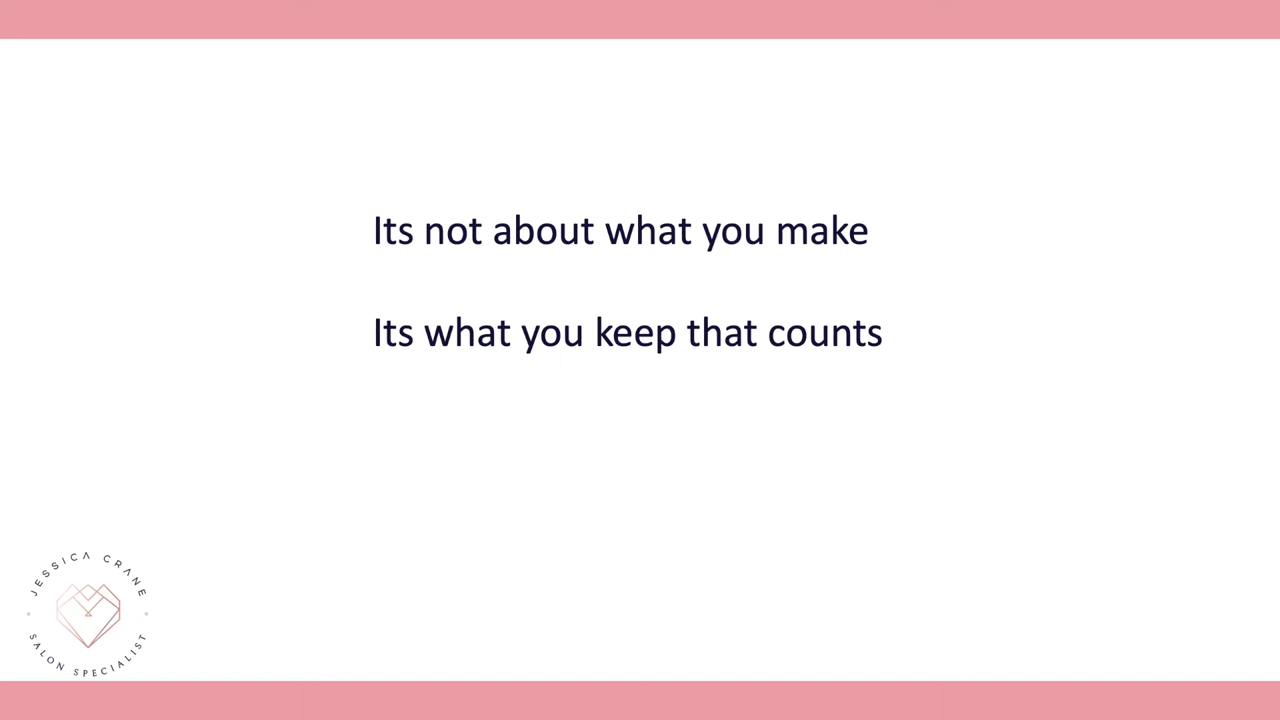 Its not about what you make
Its what you keep that counts
JESSICA CRANE
SALON SPECIALIST